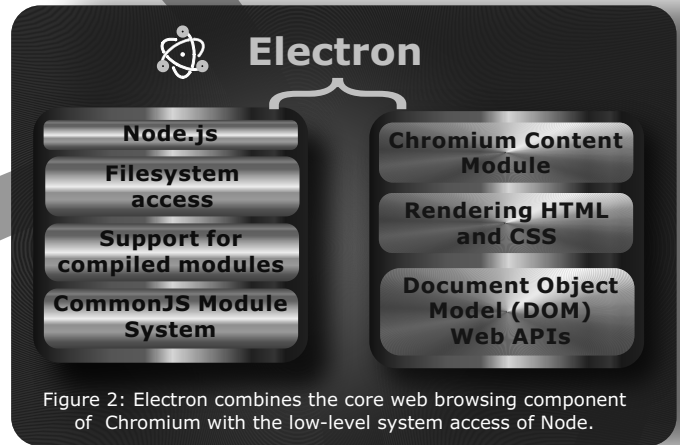 Electron
Node.js
Filesystem
access
Support for
compiled modules
CommonJS Module
System
Chromium Content
Module
Rendering HTML
and CSS
Document Object
Model (DOM)
Web APIs
Figure 2: Electron combines the core web browsing component
of Chromium with the low-level system access of Node.